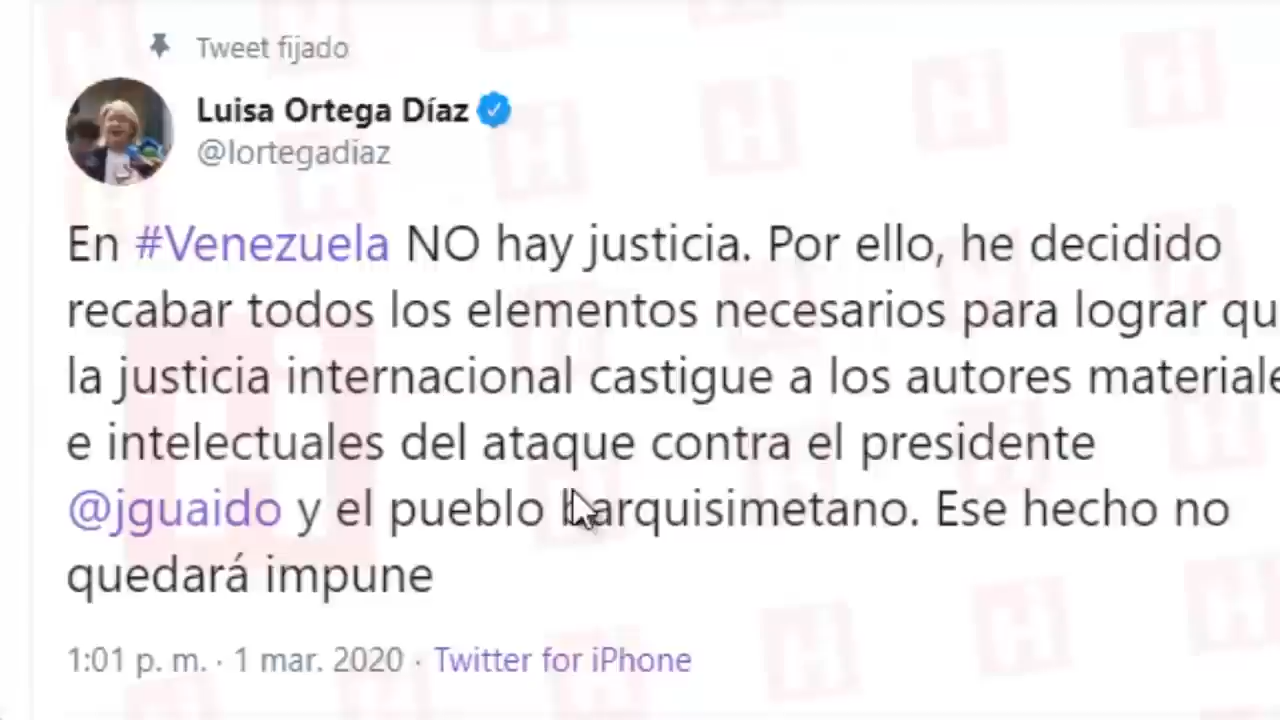 Tweet fijado
Luisa Ortega Díaz
@lortegadiaz
En #Venezuela NO hay justicia. Por ello, he decidido
recabar todos los elementos necesarios para lograr qu
la justicia internacional castigue a los autores materiale
e intelectuales del ataque contra el presidente
@jguaido y el pueblo barquisimetano. Ese hecho no
quedará impune
1:01 p. m. · 1 mar. 2020 · Twitter for iPhone